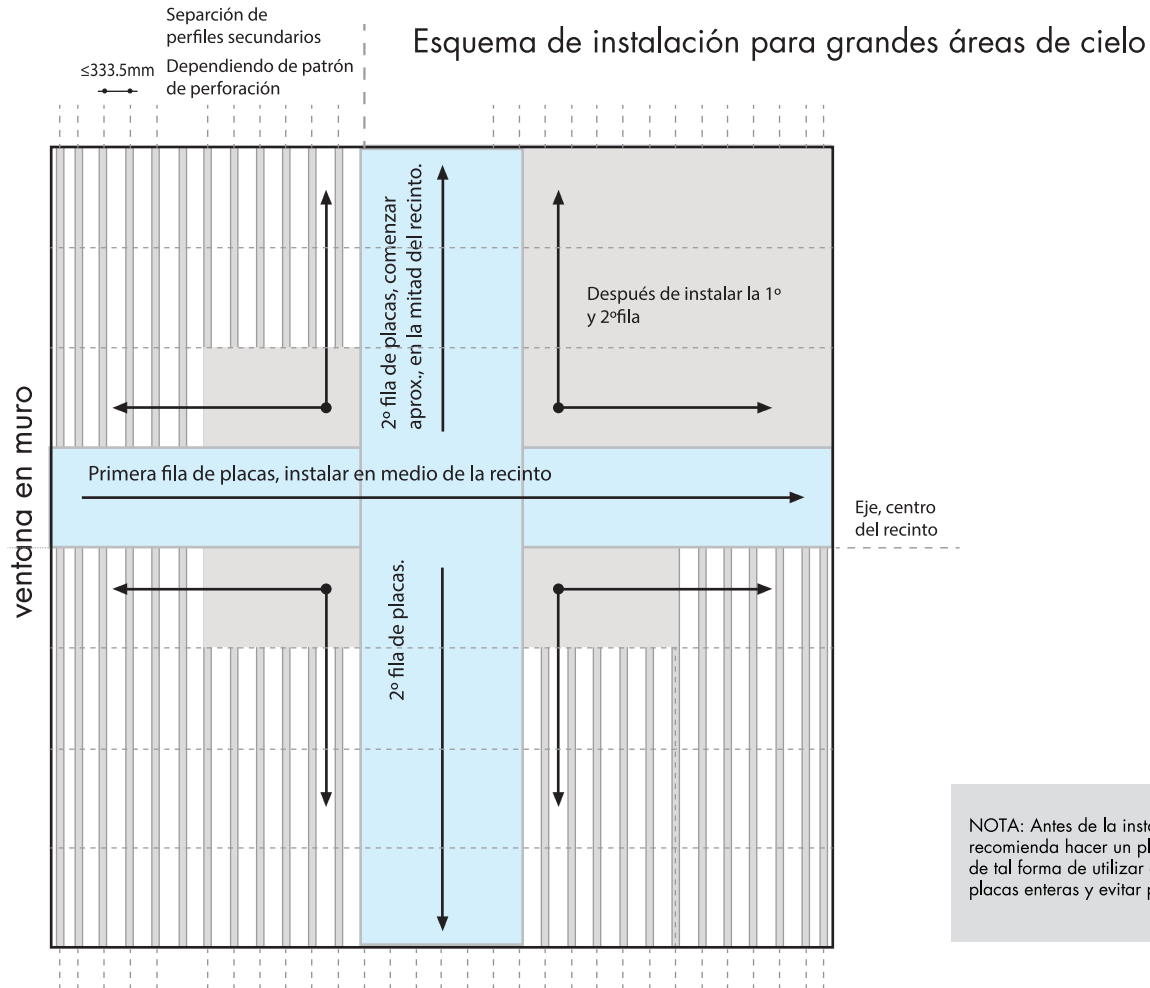 Separción de
perfiles secundarios
≤333.5mm
Dependiendo de patrón
de perforación
Esquema de instalación para grandes áreas de cielo
2º fila de placas, comenzar
aprox., en la mitad del recinto.
Después de instalar la 1º
y 2ºfila
ventana en muro
Primera fila de placas, instalar en medio de la recinto
Eje, centro
del recinto
2º fila de placas.
NOTA: Antes de la
recomienda hacer un
de tal forma de utilizar
placas enteras y evitar